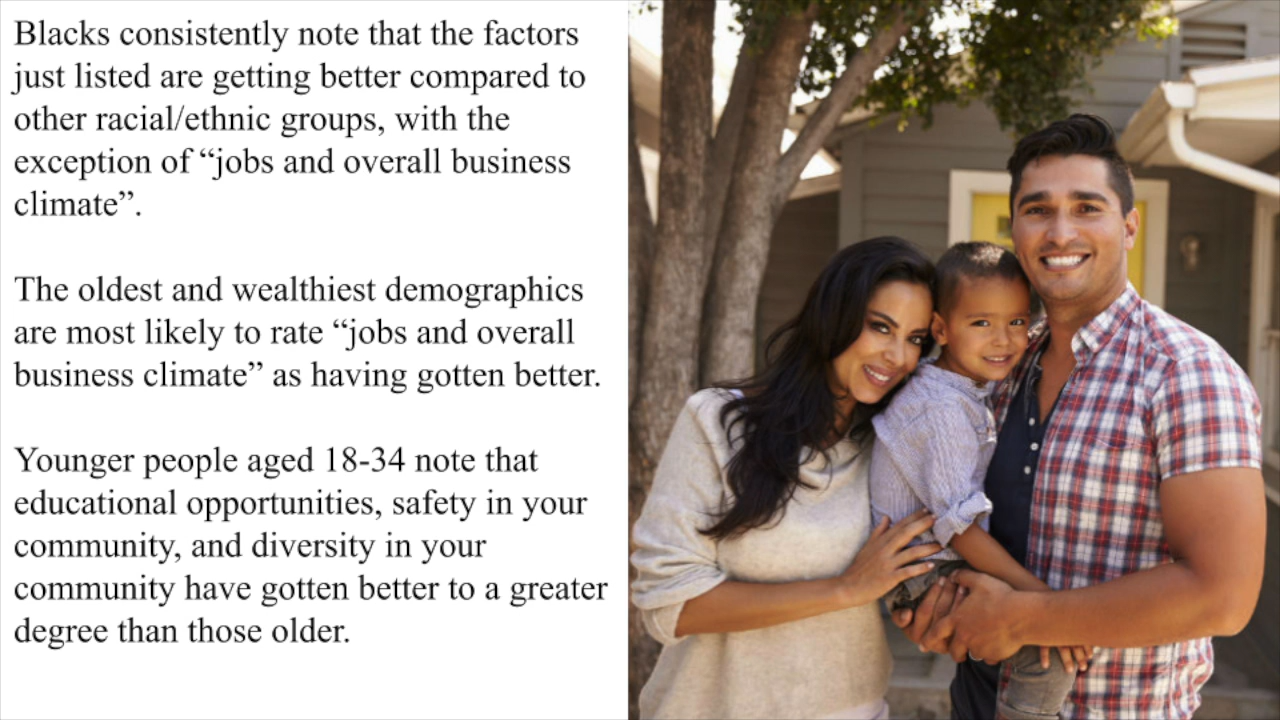 Blacks consistently note that the factors
just listed are getting better compared to
other racial/ethnic groups, with the
exception of “jobs and overall business
climate”.
The oldest and wealthiest demographics
are most likely to rate “jobs and overall
business climate” as having gotten better.
Younger people aged 18-34 note that
educational opportunities, safety in your
community, and diversity in your
community have gotten better to a greater
degree than those older.